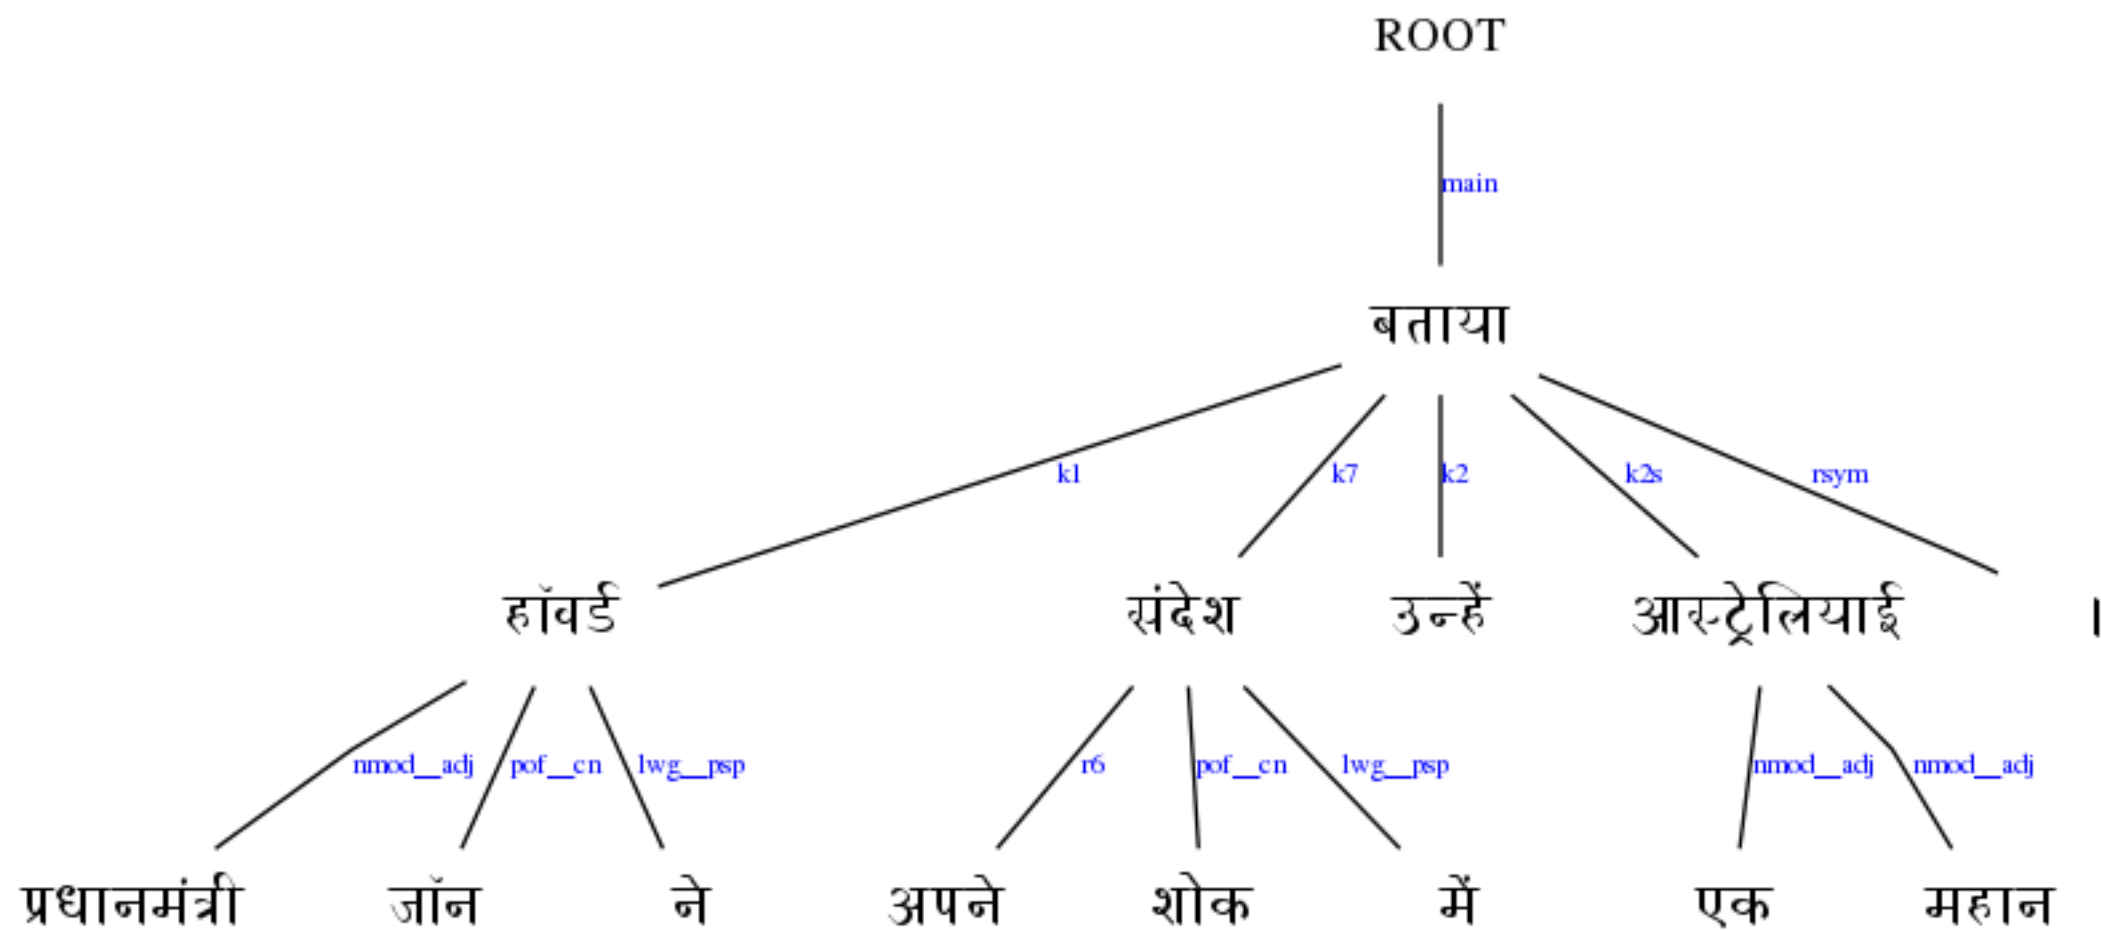 ROOT
main
बताया
k1 k7 k2 k2s rsym
हॉवर्ड संदेश उन्हें आस्ट्रेलियाई ।
nmod__adj pof__cn lwg__psp r6 pof__cn lwg__psp nmod__adj nmod__adj
प्रधानमंत्री जॉन ने अपने शोक में एक महान